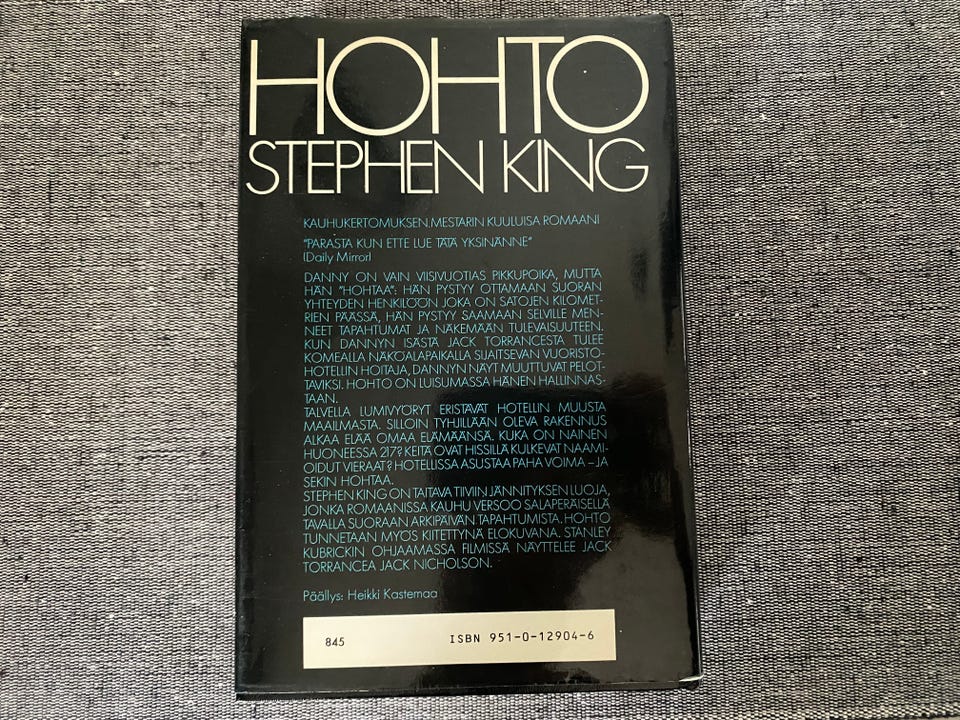 HOHTO
STEPHEN KING
KAUHUKERTOMUKSEN MESTARIN KUULUISA ROMAANI
"PARASTA KUN ETTE LUE TÄTÄ YKSINÄNNE"
(Daily Mirror)
DANNY ON VAIN VIISIVUOTIAS PIKKUPOIKA, MUTTA
HÄN "HOHTAA": HÄN PYSTYY OTTAMAAN SUORAN
YHTEYDEN HENKILÖÖN JOKA ON SATOJEN KILOMET-
RIEN PÄÄSSÄ, HÄN PYSTYY SAAMAAN SELVILLE MEN-
NEET TAPAHTUMAT JA NÄKEMÄÄN TULEVAISUUTEEN.
KUN DANNYN ISÄSTÄ JACK TORRANCESTA TULEE
KOMEALLA NÄKÖALAPAIKALLA SIJAITSEVAN VUORISTO-
HOTELLIN HOITAJA, DANNYN NÄYT MUUTTUVAT PELOT-
TAVIKSI. HOHTO ON LUISUMASSA HÄNEN HALLINNAS-
TAAN.
TALVELLA LUMIVYÖRYT ERISTÄVÄT HOTELLIN MUUSTA
MAAILMASTA. SILLOIN TYHJILLÄÄN OLEVA RAKENNUS
ALKAA ELÄÄ OMAA ELÄMÄÄNSÄ. KUKA ON NAINEN
HUONEESSA 217? KEITÄ OVAT HISSILLÄ KULKEVAT NAAMI-
OIDUT VIERAAT? HOTELLISSA ASUSTAA PAHA VOIMA – JA
SEKIN HOHTAA.
STEPHEN KING ON TAITAVA TIIVIIN JÄNNITYKSEN LUOJA,
JONKA ROMAANISSA KAUHU VERSOO SALAPERÄISELLÄ
TAVALLA SUORAAN ARKIPÄIVÄN TAPAHTUMISTA. HOHTO
TUNNETAAN MYÖS KIITETTYNÄ ELOKUVANA. STANLEY
KUBRICKIN OHJAAMASSA FILMISSÄ NÄYTTELEE JACK
TORRANCEA JACK NICHOLSON.
Päällys: Heikki Kastemaa
845 ISBN 951-0-12904-6